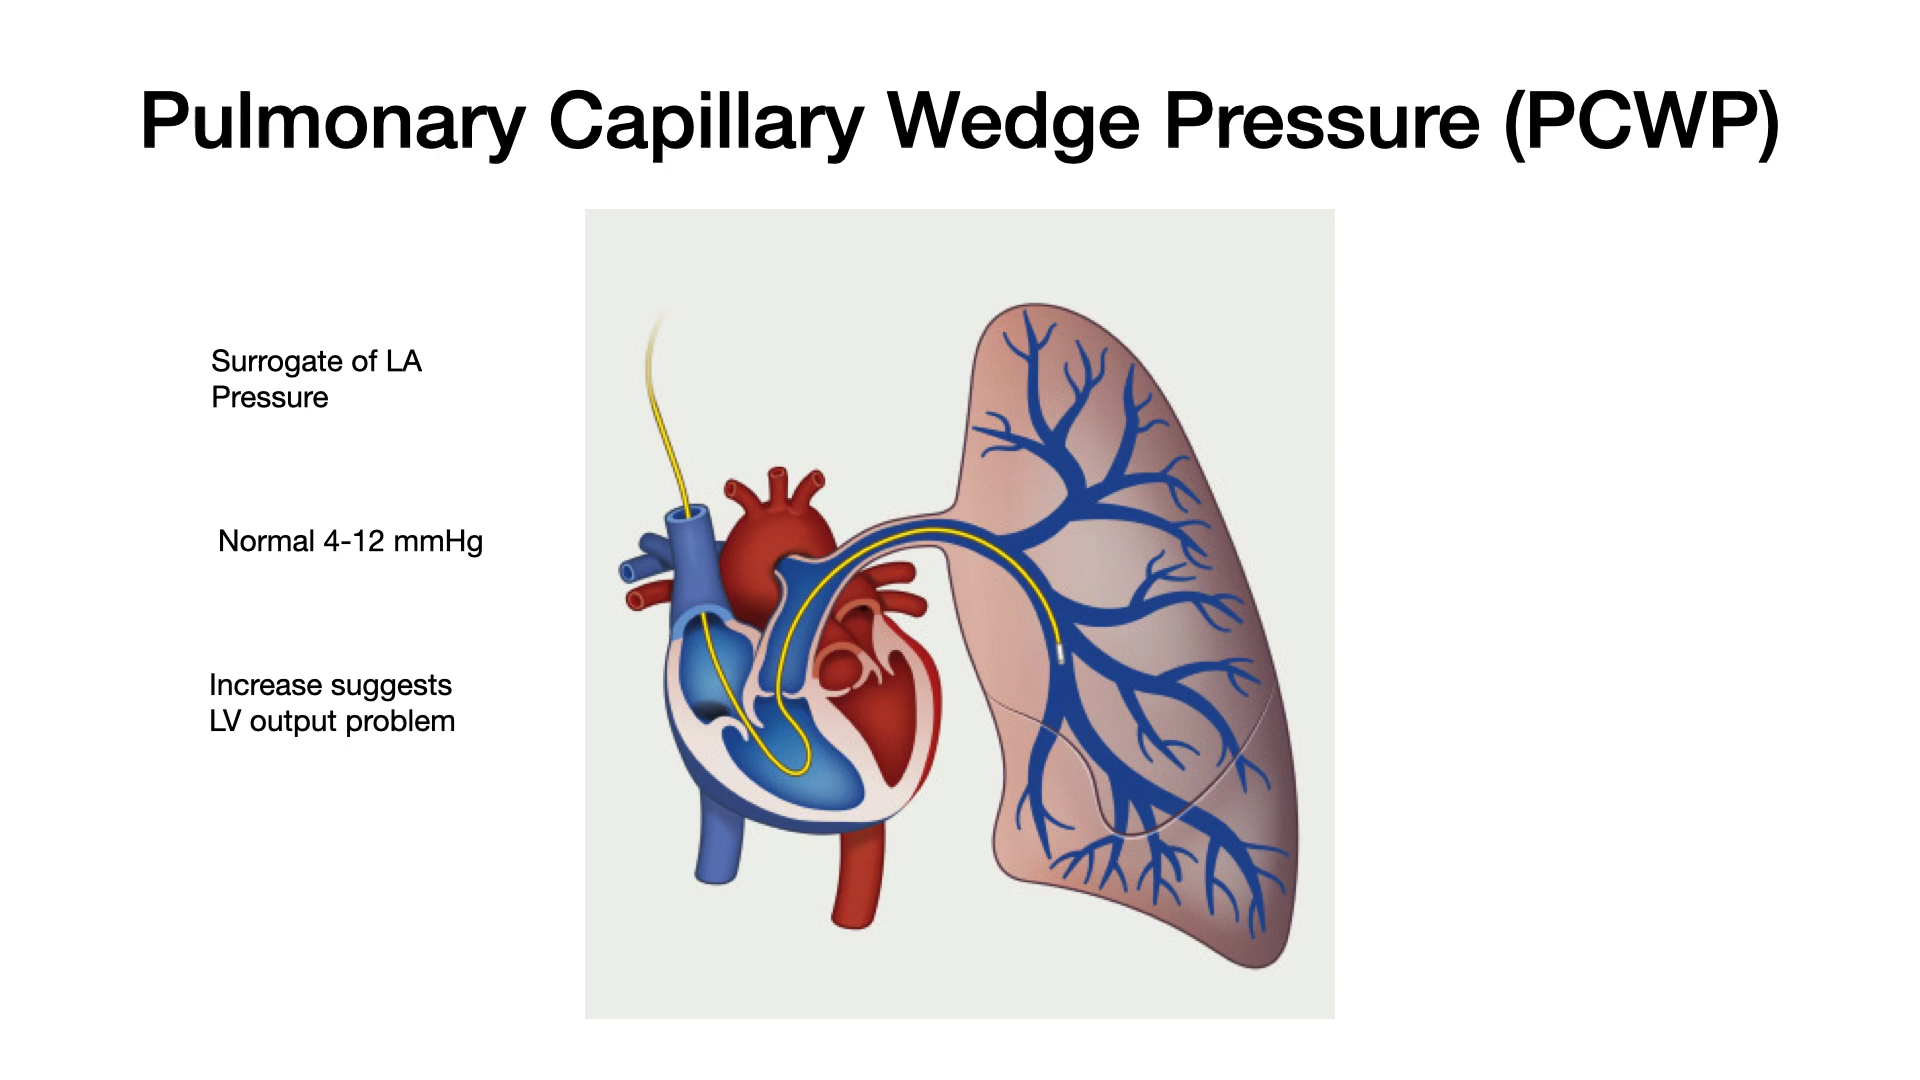 Pulmonary Capillary Wedge Pressure (PCWP)
Surrogate of LA
Pressure
Normal 4-12 mmHg
Increase suggests
LV output problem